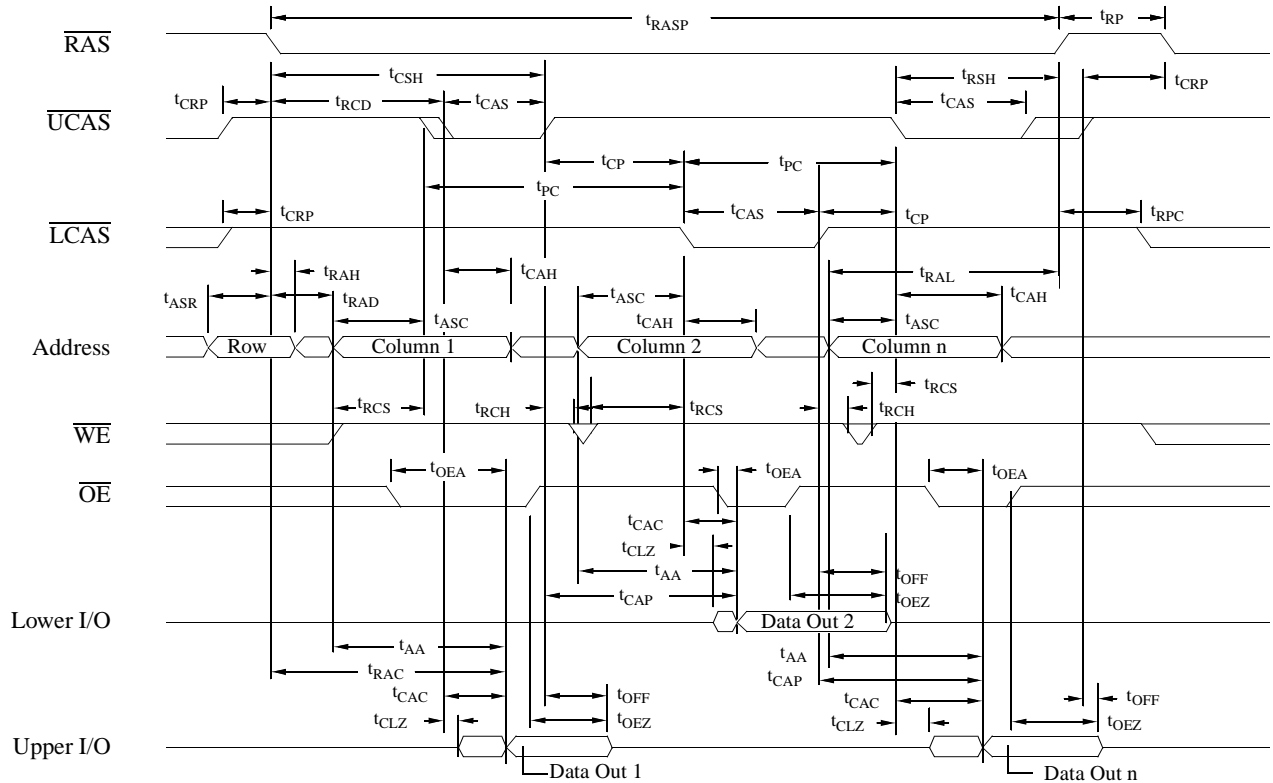 tRASP
tRP
RAS
tCSH
tRSH
tCRP
tCRP
tRCD
tCAS
tCAS
UCAS
tCP
tPC
tPC
tCRP
tCAS
tCP
tRPC
LCAS
tRAH
tCAH
tRAL
tASR
tRAD
tASC
tCAH
tASC
tCAH
tASC
Address
Row
Column 1
Column 2
Column n
tRCS
tRCS
tRCH
tRCS
tRCH
WE
tOEA
tOEA
tOEA
OE
tCAC
tCLZ
tAA
tOFF
tCAP
tOEZ
Lower I/O
Data Out 2
tAA
tAA
tRAC
tCAP
tCAC
tOFF
tCAC
tOFF
tCLZ
tOEZ
tCLZ
tOEZ
Upper I/O
Data Out 1
Data Out n